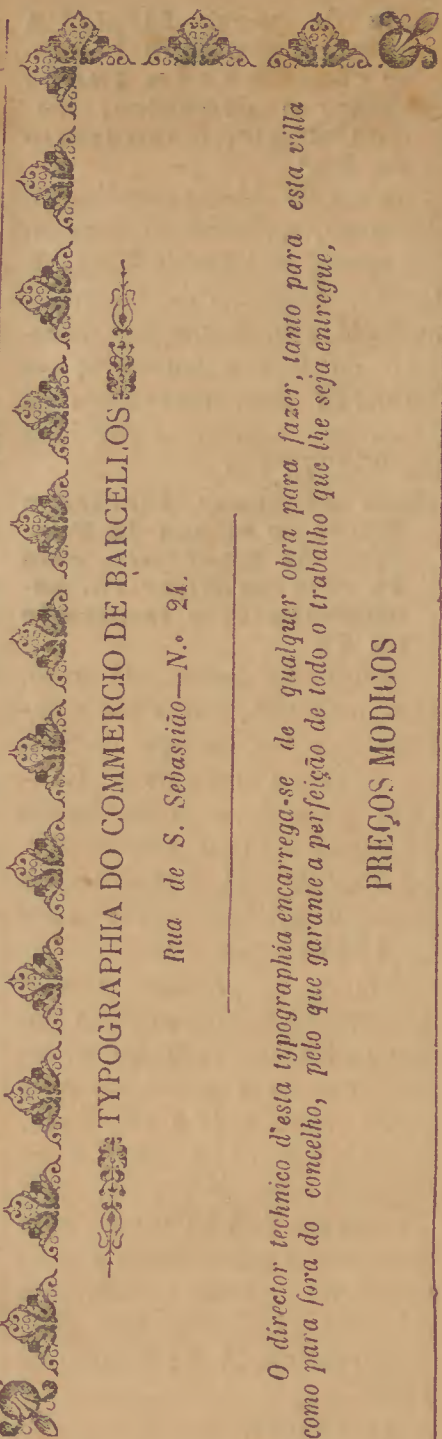 TYPOGRAPHIA DO COMMERCIO DE BARCELLOS
Rua de S. Sebastião—N.º 24.
O director technico d'esta typographia encarrega-se de qualquer obra para fazer, tanto para esta villa
como para fora do concelho, pelo que garante a perfeição de todo o trabalho que lhe seja entregue,
PREÇOS MODICOS